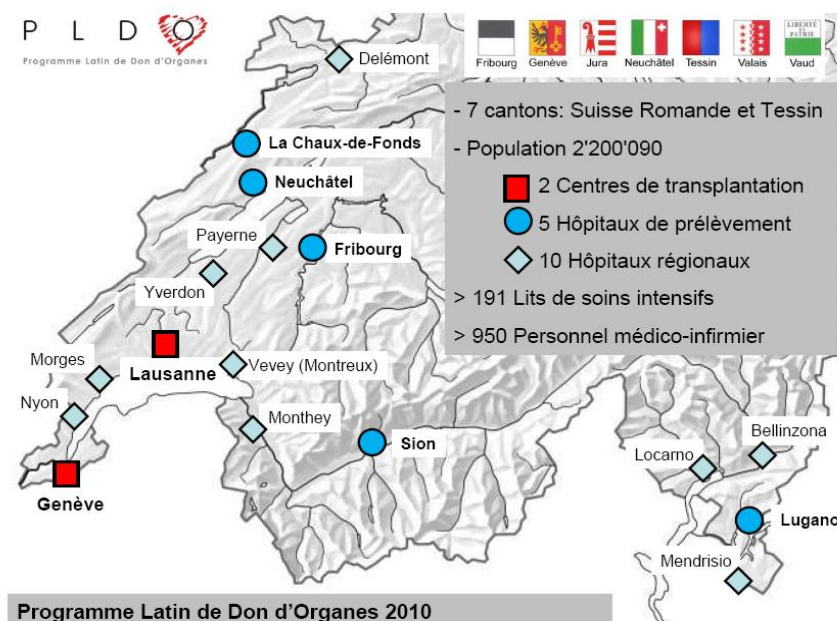 P L D O
Programme Latin de Don d'Organes
Fribourg Genève Jura Neuchâtel Tessin Valais Vaud
LIBERTÉ ET PATRIE
- 7 cantons: Suisse Romande et Tessin
- Population 2'200'090
2 Centres de transplantation
5 Hôpitaux de prélèvement
10 Hôpitaux régionaux
> 191 Lits de soins intensifs
> 950 Personnel médico-infirmier
Delémont
La Chaux-de-Fonds
Neuchâtel
Payerne
Fribourg
Yverdon
Morges
Lausanne
Vevey (Montreux)
Nyon
Monthey
Sion
Genève
Bellinzona
Locarno
Lugano
Mendrisio
Programme Latin de Don d'Organes 2010